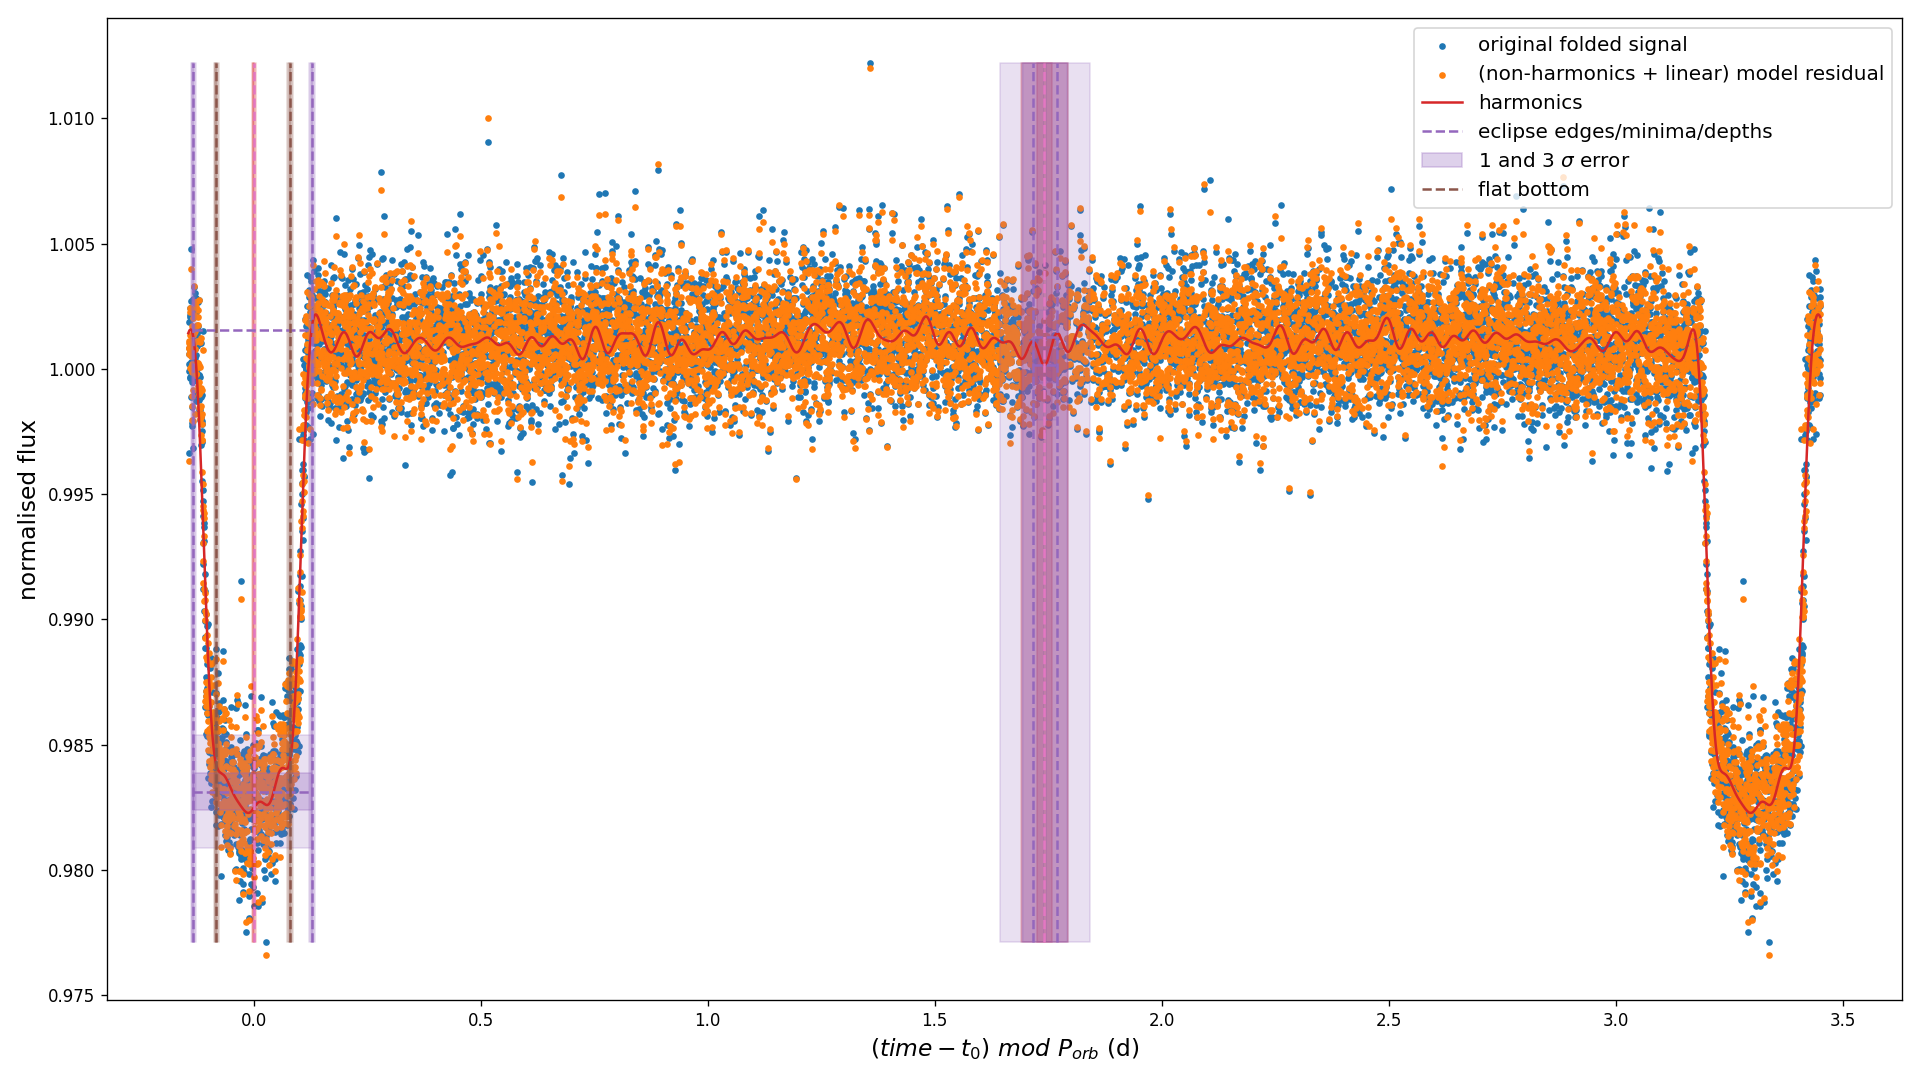 original folded signal
(non-harmonics + linear) model residual
harmonics
eclipse edges/minima/depths
1 and 3 σ error
flat bottom
normalised flux
1.010
1.005
1.000
0.995
0.990
0.985
0.980
0.975
0.0 0.5 1.0 1.5 2.0 2.5 3.0 3.5
(time − t₀) mod Pₒᵣb (d)